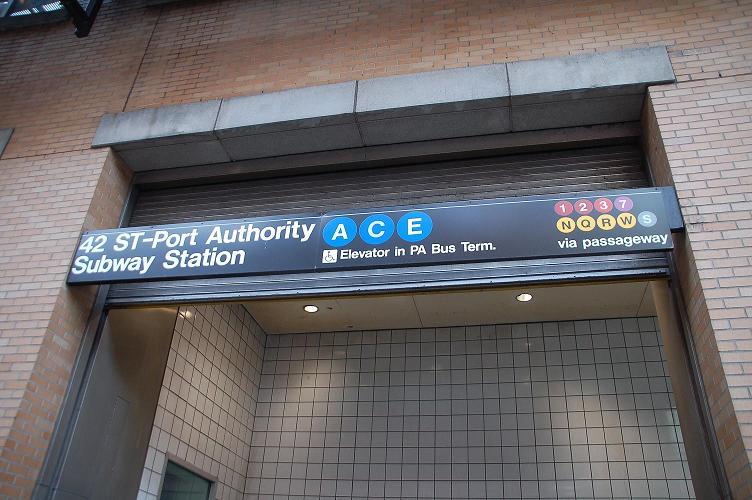 42 ST-Port Authority
Subway Station
A C E
Elevator in PA Bus Term.
1 2 3 7
N Q R W S
via passageway